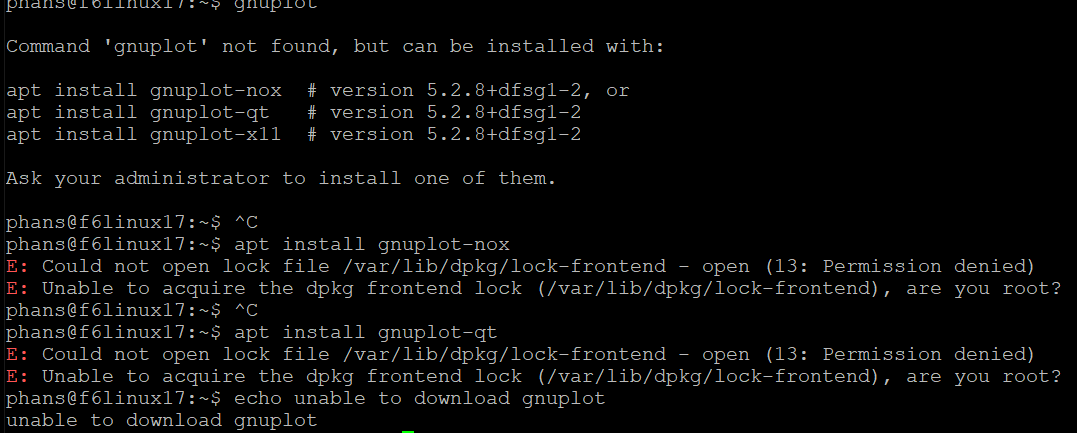 phans@f6linux17:~$ gnuplot
Command 'gnuplot' not found, but can be installed with:
apt install gnuplot-nox  # version 5.2.8+dfsg1-2, or
apt install gnuplot-qt   # version 5.2.8+dfsg1-2
apt install gnuplot-x11  # version 5.2.8+dfsg1-2
Ask your administrator to install one of them.
phans@f6linux17:~$ ^C
phans@f6linux17:~$ apt install gnuplot-nox
E: Could not open lock file /var/lib/dpkg/lock-frontend - open (13: Permission denied)
E: Unable to acquire the dpkg frontend lock (/var/lib/dpkg/lock-frontend), are you root?
phans@f6linux17:~$ ^C
phans@f6linux17:~$ apt install gnuplot-qt
E: Could not open lock file /var/lib/dpkg/lock-frontend - open (13: Permission denied)
E: Unable to acquire the dpkg frontend lock (/var/lib/dpkg/lock-frontend), are you root?
phans@f6linux17:~$ echo unable to download gnuplot
unable to download gnuplot